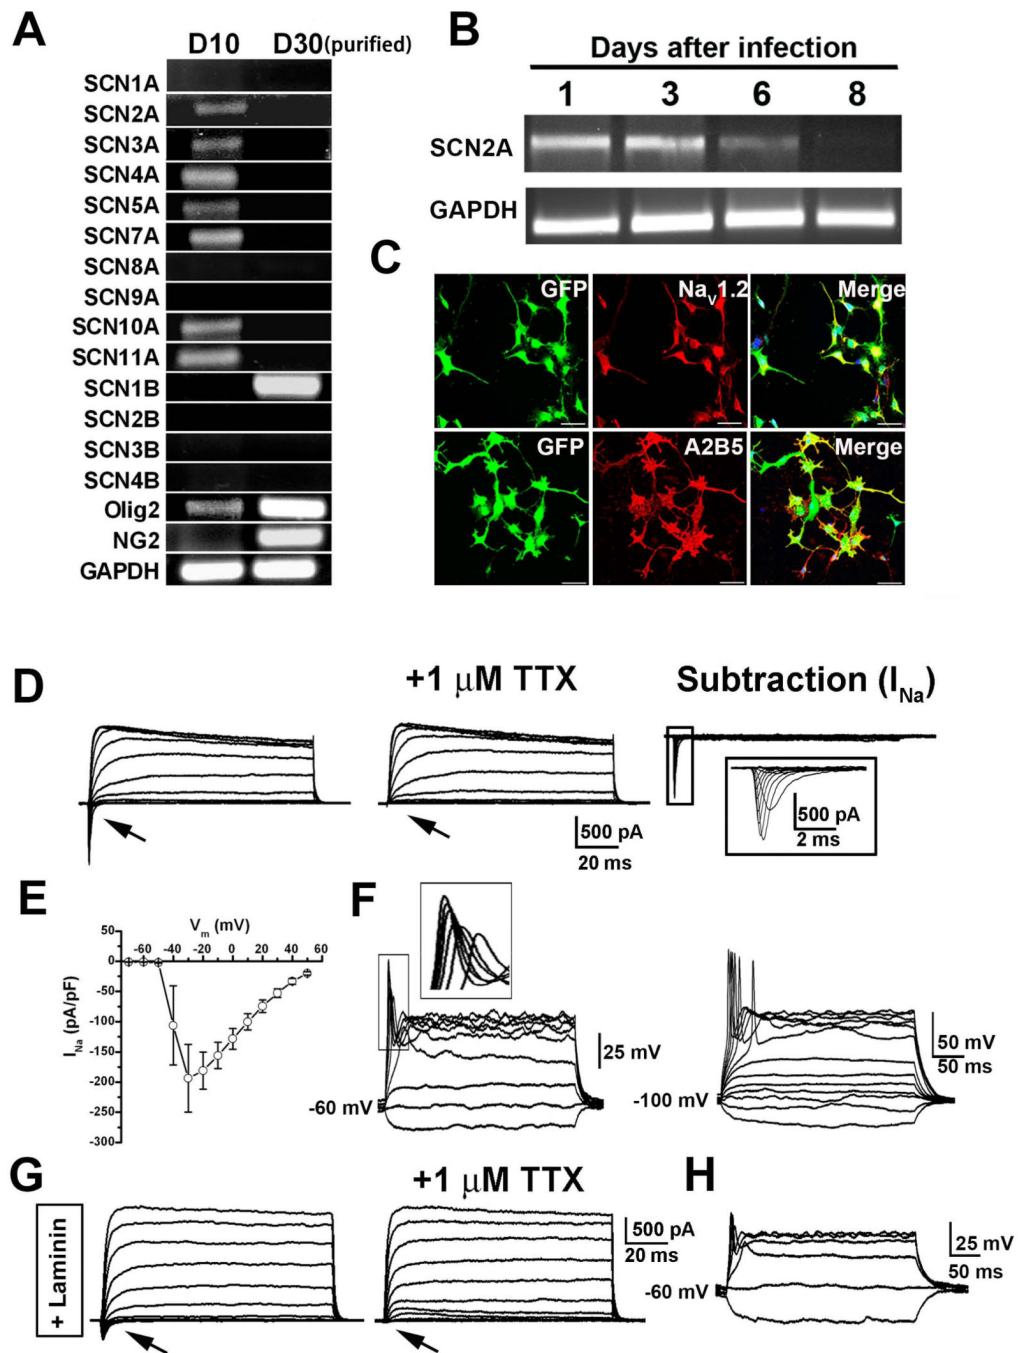 A
D10 D30(purified)
SCN1A
SCN2A
SCN3A
SCN4A
SCN5A
SCN7A
SCN8A
SCN9A
SCN10A
SCN11A
SCN1B
SCN2B
SCN3B
SCN4B
Olig2
NG2
GAPDH
B
Days after infection
1 3 6 8
SCN2A
GAPDH
C
GFP NaV1.2 Merge
GFP A2B5 Merge
D
+1 μM TTX
Subtraction (INa)
500 pA
20 ms
500 pA
2 ms
E
Vm (mV)
-60 -40 -20 0 20 40 60
50
0
-50
-100
-150
-200
-250
-300
INa (pA/pF)
F
25 mV
-60 mV
50 mV
50 ms
-100 mV
G
+ Laminin
+1 μM TTX
500 pA
20 ms
H
25 mV
50 ms
-60 mV